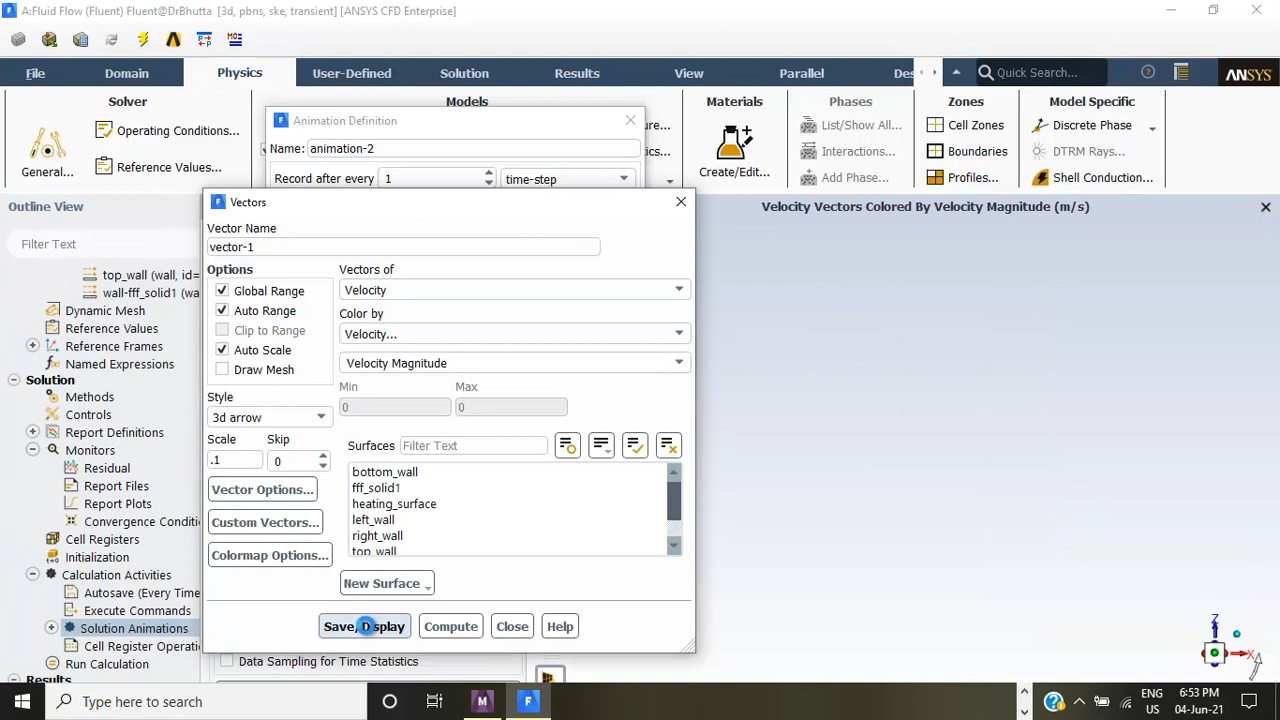 A:Fluid Flow (Fluent) Fluent@DrBhutta [3d, pbns, ske, transient] [ANSYS CFD Enterprise]
File Domain Physics User-Defined Solution Results View Parallel Quick Search... ANSYS
Solver Models Materials Phases Zones Model Specific
Operating Conditions... List/Show All... Cell Zones Discrete Phase
Reference Values... Interactions... Boundaries DTRM Rays...
General... Create/Edit... Add Phase... Profiles... Shell Conduction...
Animation Definition
Name: animation-2
Record after every 1 time-step
Outline View
Filter Text
top_wall (wall, id=
wall-fff_solid1 (wa
Dynamic Mesh
Reference Values
Reference Frames
Named Expressions
Solution
Methods
Controls
Report Definitions
Monitors
Residual
Report Files
Report Plots
Convergence Conditi
Cell Registers
Initialization
Calculation Activities
Autosave (Every Time
Execute Commands
Solution Animations
Cell Register Operati
Run Calculation
Results
Vectors
Vector Name
vector-1
Options
Global Range
Auto Range
Clip to Range
Auto Scale
Draw Mesh
Style
3d arrow
Scale Skip
.1 0
Vector Options...
Custom Vectors...
Colormap Options...
Vectors of
Velocity
Color by
Velocity...
Velocity Magnitude
Min Max
0 0
Surfaces Filter Text
bottom_wall
fff_solid1
heating_surface
left_wall
right_wall
top_wall
New Surface
Save/Display Compute Close Help
Data Sampling for Time Statistics
Velocity Vectors Colored By Velocity Magnitude (m/s)
Z
X
Type here to search
ENG
US
6:53 PM
04-Jun-21